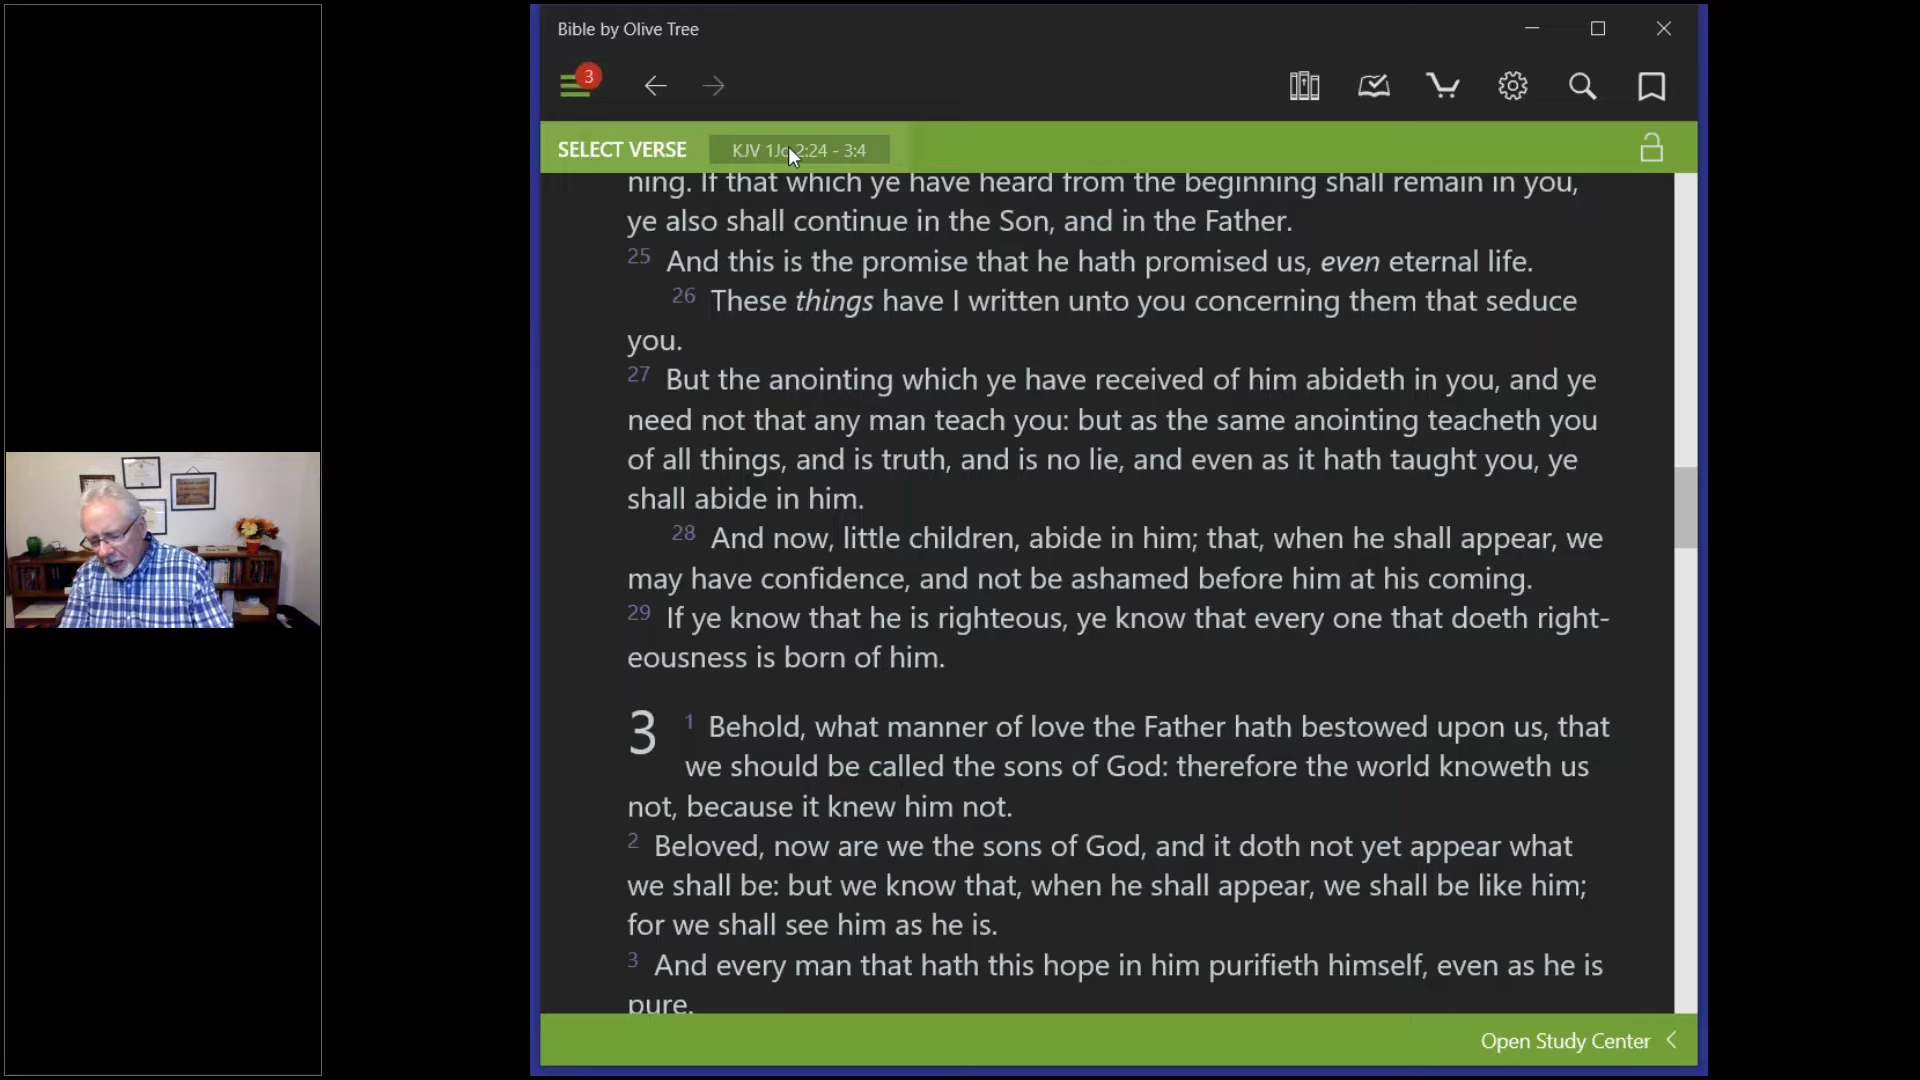 Bible by Olive Tree
3
SELECT VERSE
KJV 1Jo 2:24 - 3:4
ning. If that which ye have heard from the beginning shall remain in you,
ye also shall continue in the Son, and in the Father.
25 And this is the promise that he hath promised us, even eternal life.
26 These things have I written unto you concerning them that seduce
you.
27 But the anointing which ye have received of him abideth in you, and ye
need not that any man teach you: but as the same anointing teacheth you
of all things, and is truth, and is no lie, and even as it hath taught you, ye
shall abide in him.
28 And now, little children, abide in him; that, when he shall appear, we
may have confidence, and not be ashamed before him at his coming.
29 If ye know that he is righteous, ye know that every one that doeth right-
eousness is born of him.
3 1 Behold, what manner of love the Father hath bestowed upon us, that
we should be called the sons of God: therefore the world knoweth us
not, because it knew him not.
2 Beloved, now are we the sons of God, and it doth not yet appear what
we shall be: but we know that, when he shall appear, we shall be like him;
for we shall see him as he is.
3 And every man that hath this hope in him purifieth himself, even as he is
pure.
Open Study Center